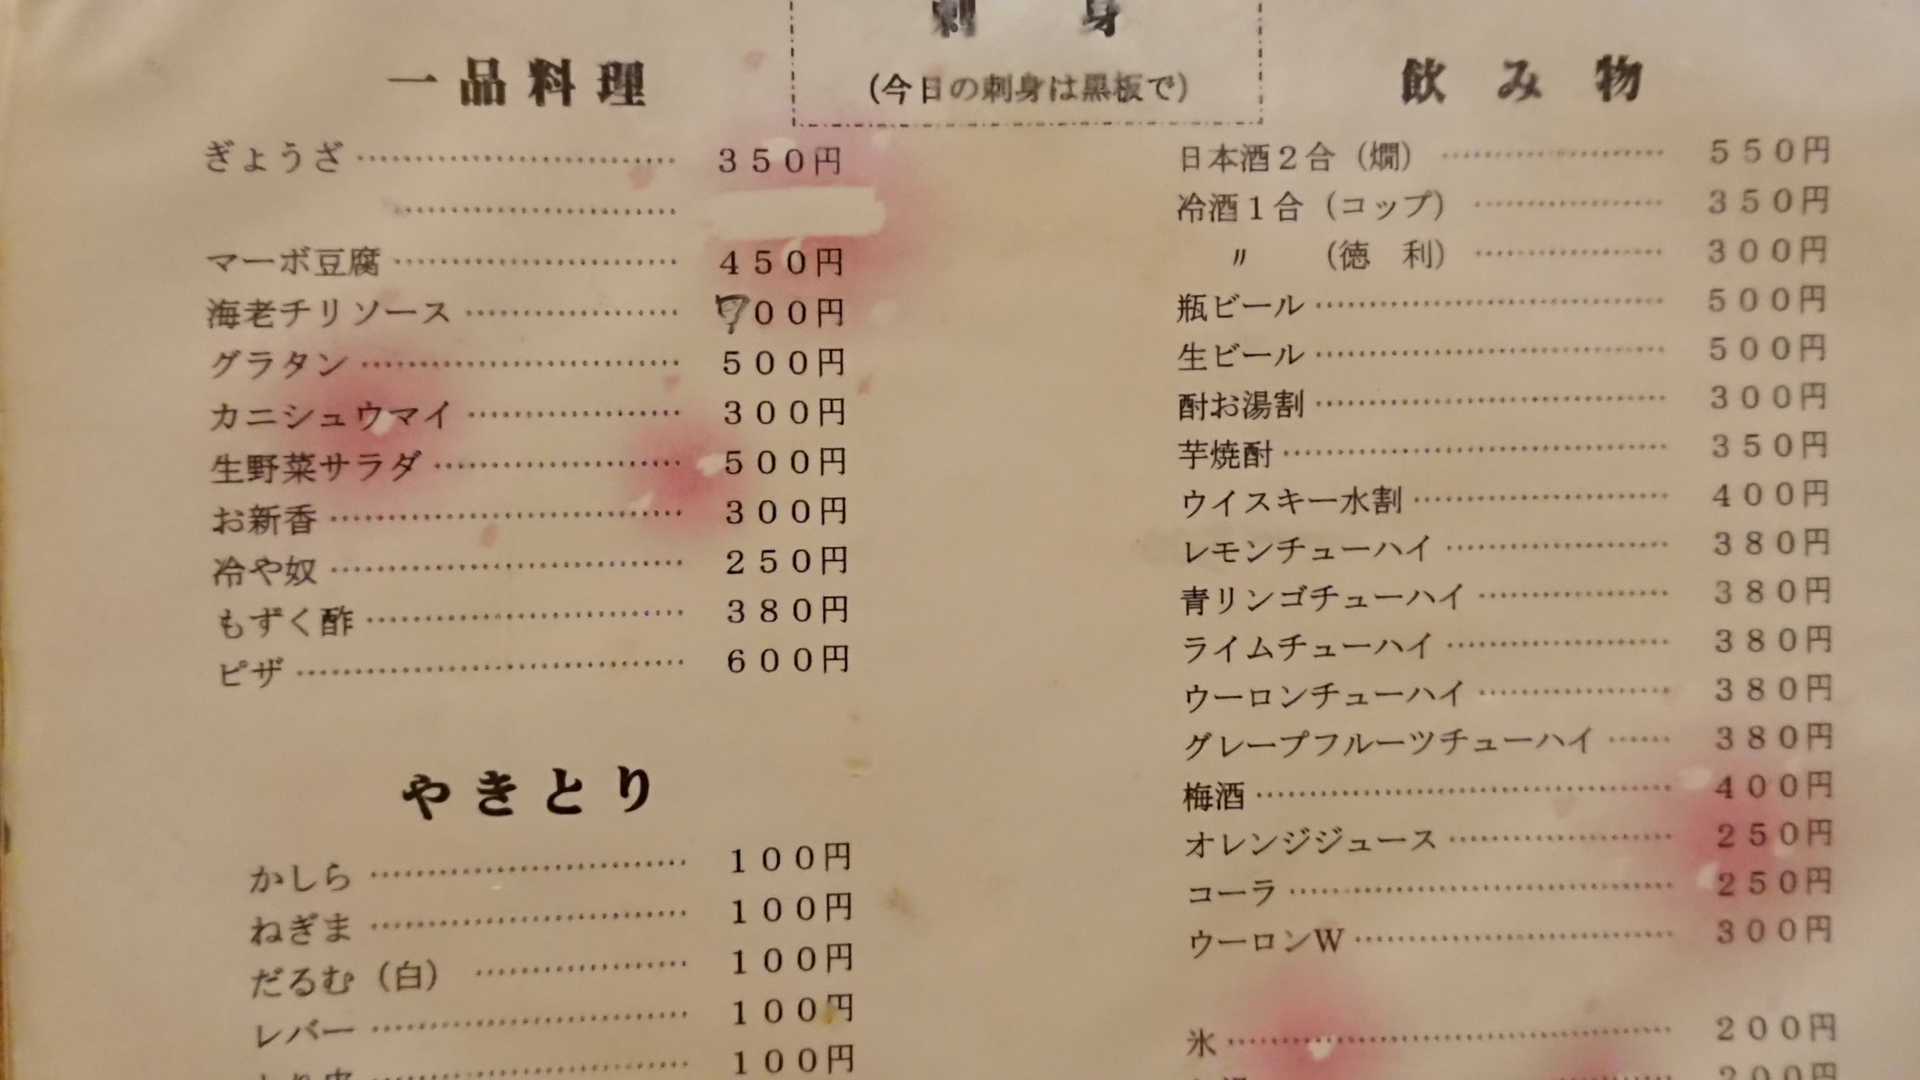 刺身
(今日の刺身は黒板で)
一品料理
ぎょうざ 350円
マーボ豆腐 450円
海老チリソース 700円
グラタン 500円
カニシュウマイ 300円
生野菜サラダ 500円
お新香 300円
冷や奴 250円
もずく酢 380円
ピザ 600円
やきとり
かしら 100円
ねぎま 100円
だるむ（白） 100円
レバー 100円
100円
飲み物
日本酒２合（燗） 550円
冷酒１合（コップ） 350円
〃 （徳利） 300円
瓶ビール 500円
生ビール 500円
酎お湯割 300円
芋焼酎 350円
ウイスキー水割 400円
レモンチューハイ 380円
青リンゴチューハイ 380円
ライムチューハイ 380円
ウーロンチューハイ 380円
グレープフルーツチューハイ 380円
梅酒 400円
オレンジジュース 250円
コーラ 250円
ウーロンW 300円
氷 200円
200円